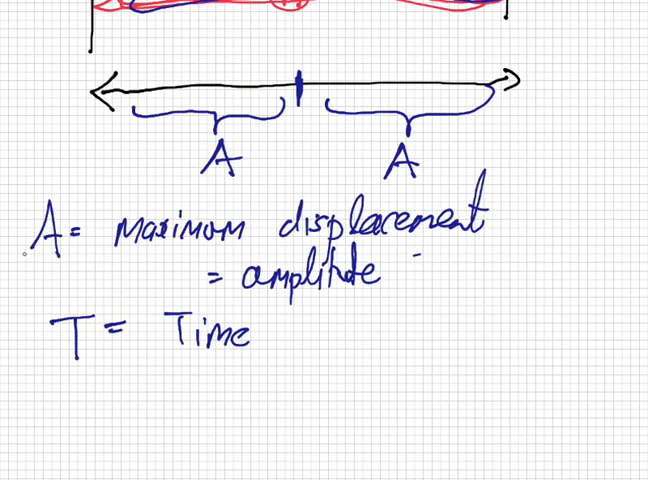 A A
A = maximum displacement
= amplitude
T = Time